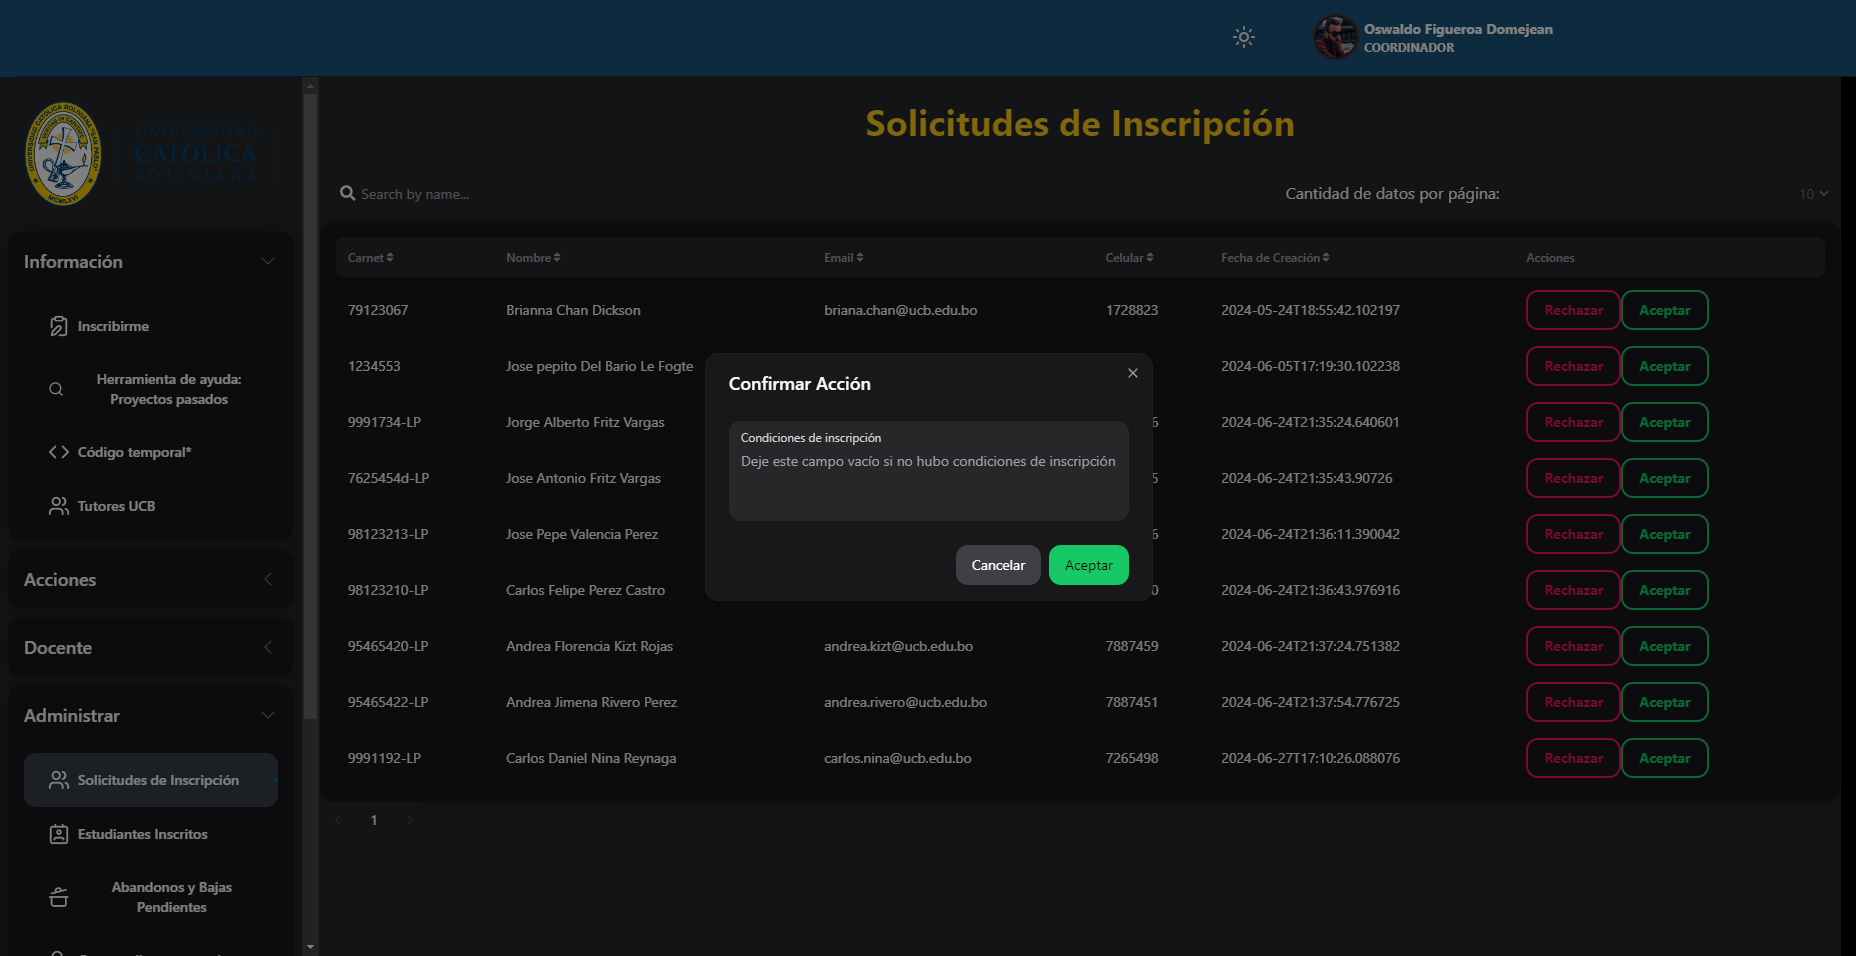 Oswaldo Figueroa Domejean
COORDINADOR
UNIVERSIDAD
CATÓLICA
BOLIVIANA
MCMLXVI
Solicitudes de Inscripción
Search by name...
Cantidad de datos por página:
10
Información
Inscribirme
Herramienta de ayuda:
Proyectos pasados
Código temporal*
Tutores UCB
Acciones
Docente
Administrar
Solicitudes de Inscripción
Estudiantes Inscritos
Abandonos y Bajas
Pendientes
Carnet Nombre Email Celular Fecha de Creación Acciones
79123067 Brianna Chan Dickson briana.chan@ucb.edu.bo 1728823 2024-05-24T18:55:42.102197 Rechazar Aceptar
1234553 Jose pepito Del Bario Le Fogte 2024-06-05T17:19:30.102238 Rechazar Aceptar
9991734-LP Jorge Alberto Fritz Vargas 6 2024-06-24T21:35:24.640601 Rechazar Aceptar
7625454d-LP Jose Antonio Fritz Vargas 5 2024-06-24T21:35:43.90726 Rechazar Aceptar
98123213-LP Jose Pepe Valencia Perez 6 2024-06-24T21:36:11.390042 Rechazar Aceptar
98123210-LP Carlos Felipe Perez Castro 0 2024-06-24T21:36:43.976916 Rechazar Aceptar
95465420-LP Andrea Florencia Kizt Rojas andrea.kizt@ucb.edu.bo 7887459 2024-06-24T21:37:24.751382 Rechazar Aceptar
95465422-LP Andrea Jimena Rivero Perez andrea.rivero@ucb.edu.bo 7887451 2024-06-24T21:37:54.776725 Rechazar Aceptar
9991192-LP Carlos Daniel Nina Reynaga carlos.nina@ucb.edu.bo 7265498 2024-06-27T17:10:26.088076 Rechazar Aceptar
1
Confirmar Acción
Condiciones de inscripción
Deje este campo vacío si no hubo condiciones de inscripción
Cancelar Aceptar